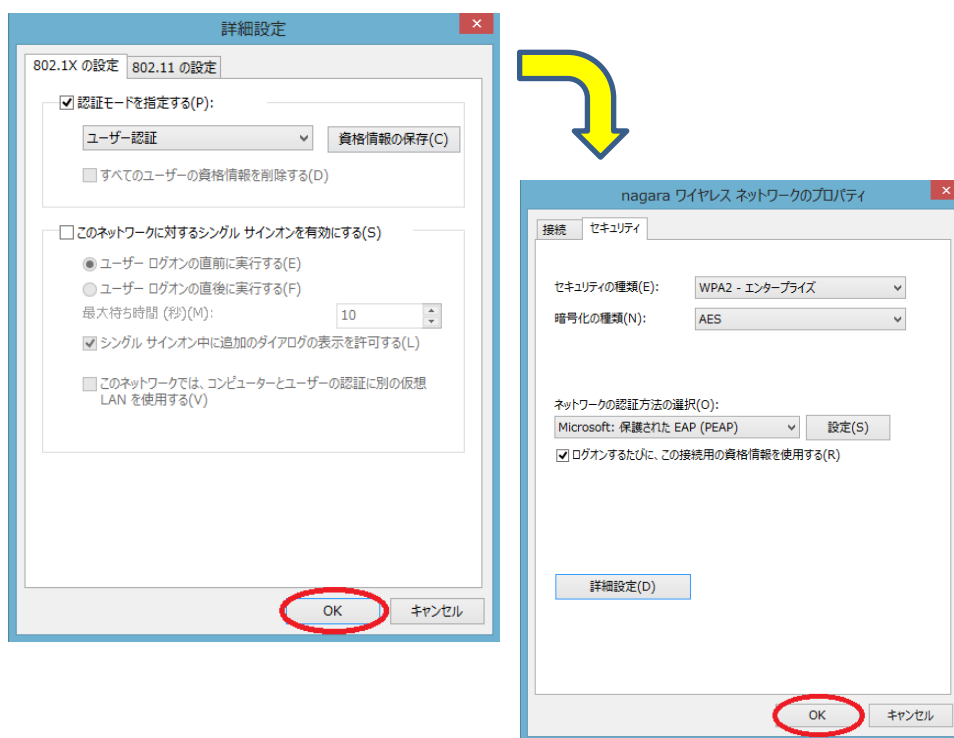 詳細設定
802.1X の設定
802.11 の設定
認証モードを指定する(P):
ユーザー認証
資格情報の保存(C)
すべてのユーザーの資格情報を削除する(D)
このネットワークに対するシングル サインオンを有効にする(S)
ユーザー ログオンの直前に実行する(E)
ユーザー ログオンの直後に実行する(F)
最大待ち時間 (秒)(M):
10
シングル サインオン中に追加のダイアログの表示を許可する(L)
このネットワークでは、コンピューターとユーザーの認証に別の仮想
LAN を使用する(V)
OK
キャンセル
nagara ワイヤレス ネットワークのプロパティ
接続
セキュリティ
セキュリティの種類(E):
WPA2 - エンタープライズ
暗号化の種類(N):
AES
ネットワークの認証方法の選択(O):
Microsoft: 保護された EAP (PEAP)
設定(S)
ログオンするたびに、この接続用の資格情報を使用する(R)
詳細設定(D)
OK
キャンセル